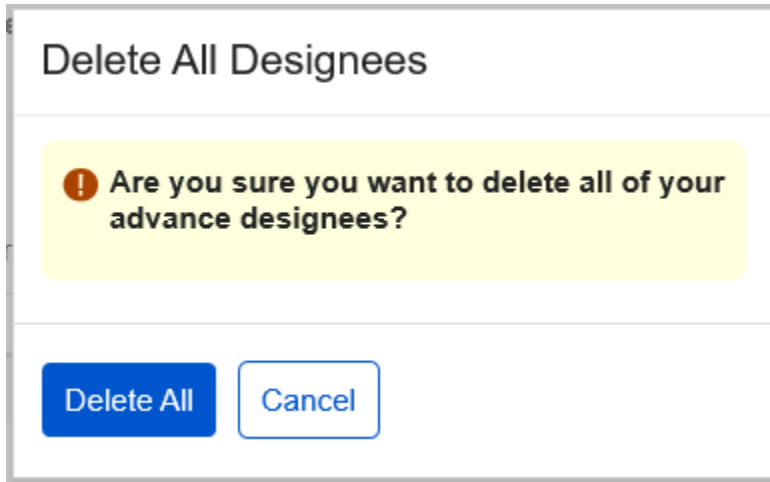 Delete All Designees
Are you sure you want to delete all of your
advance designees?
Delete All
Cancel